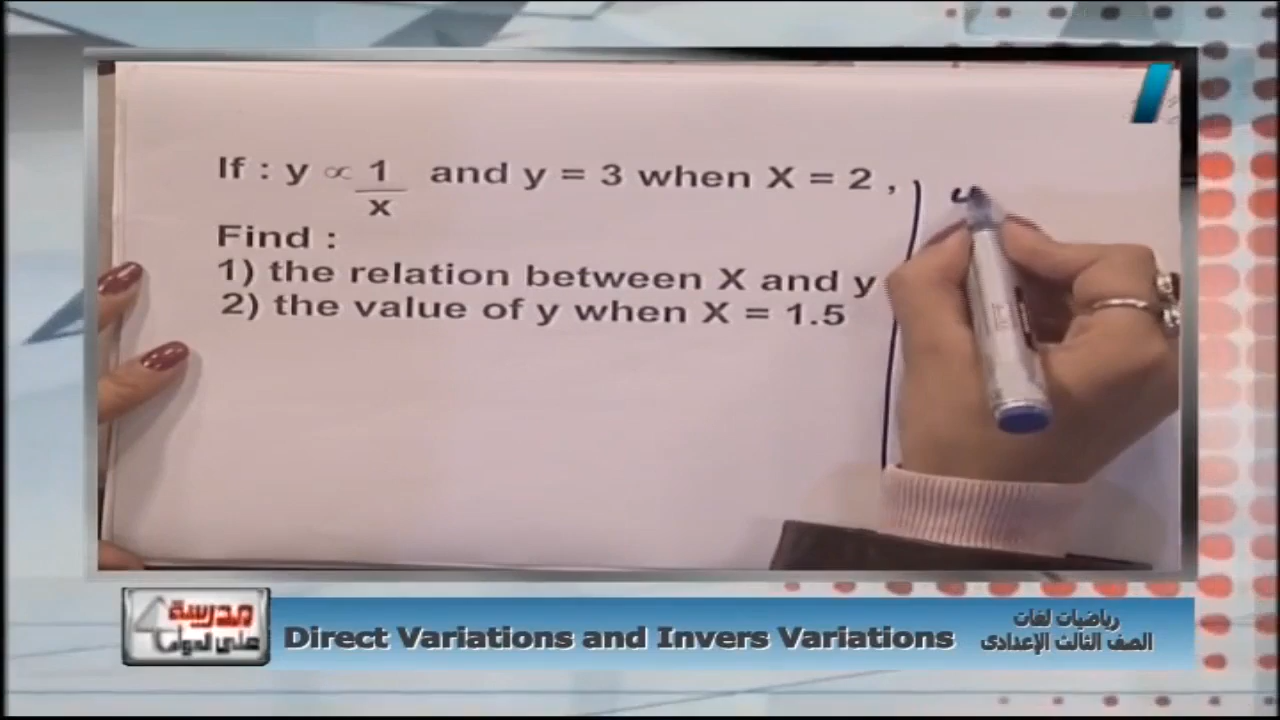 If : y ∝ 1/x and y = 3 when X = 2 ,
Find :
1) the relation between X and y
2) the value of y when X = 1.5
y
مدرسة
على الهواء
Direct Variations and Invers Variations
رياضيات لغات
الصف الثالث الإعدادى